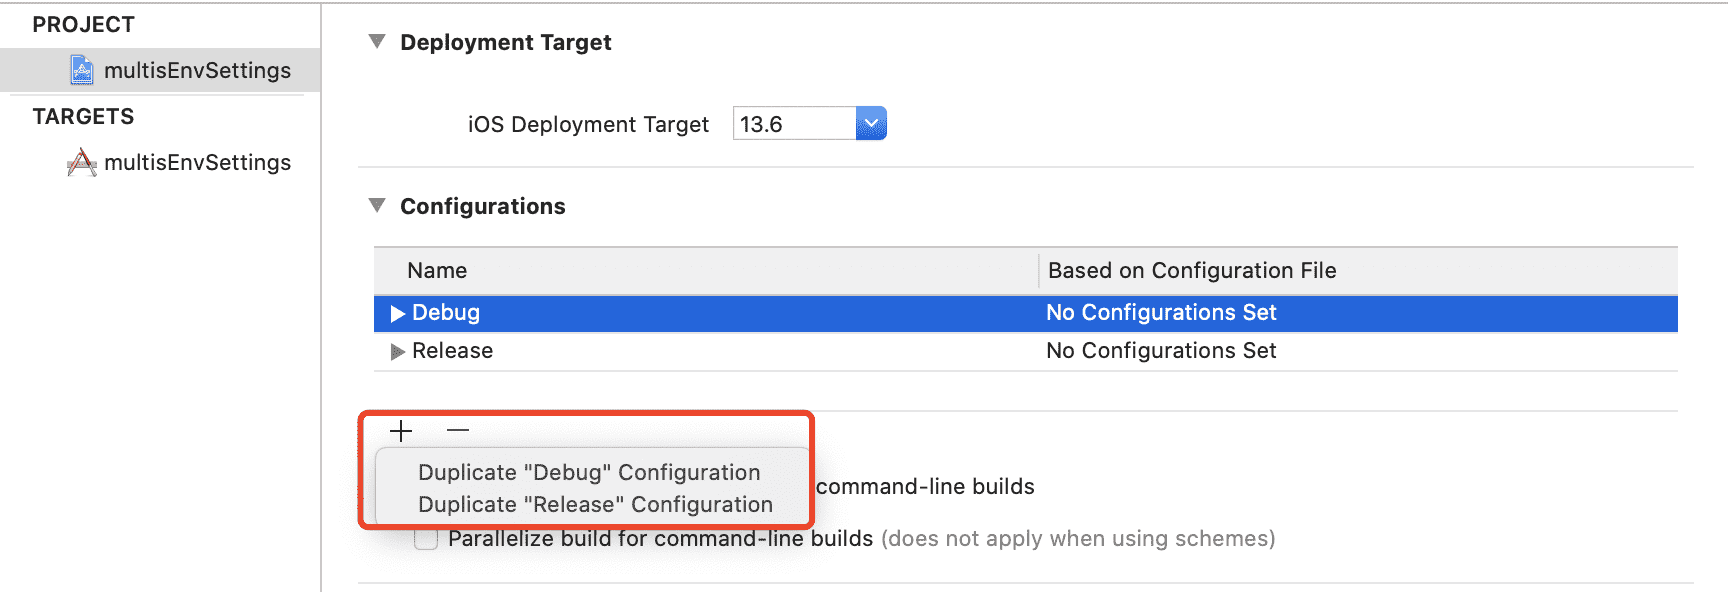 PROJECT
multisEnvSettings
TARGETS
multisEnvSettings
Deployment Target
iOS Deployment Target 13.6
Configurations
Name Based on Configuration File
Debug No Configurations Set
Release No Configurations Set
Duplicate "Debug" Configuration
Duplicate "Release" Configuration
command-line builds
Parallelize build for command-line builds (does not apply when using schemes)